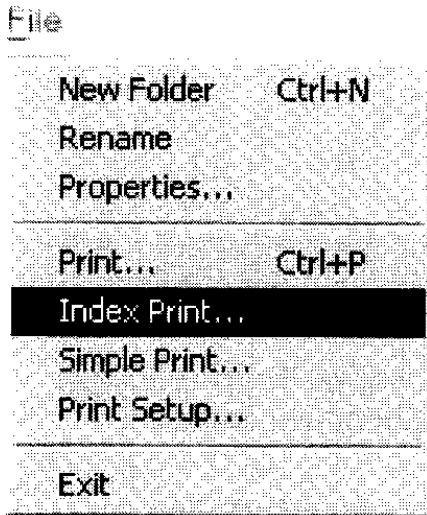 File
New Folder Ctrl+N
Rename
Properties...
Print... Ctrl+P
Index Print...
Simple Print...
Print Setup...
Exit